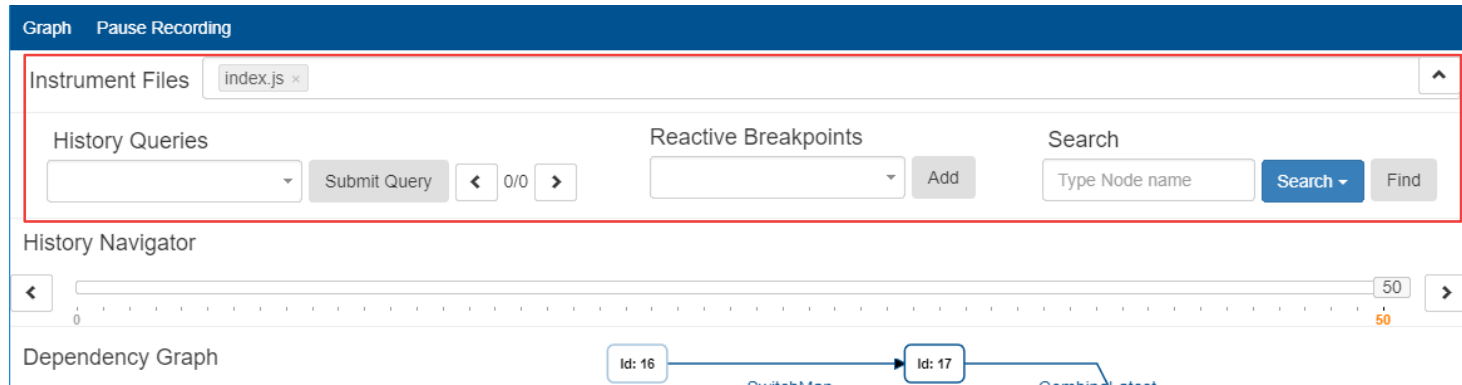 Graph Pause Recording
Instrument Files index.js ×
History Queries Reactive Breakpoints Search
Submit Query 0/0 Add Type Node name Search Find
History Navigator
50
0 50
Dependency Graph Id: 16 Id: 17
SwitchMap CombineLatest